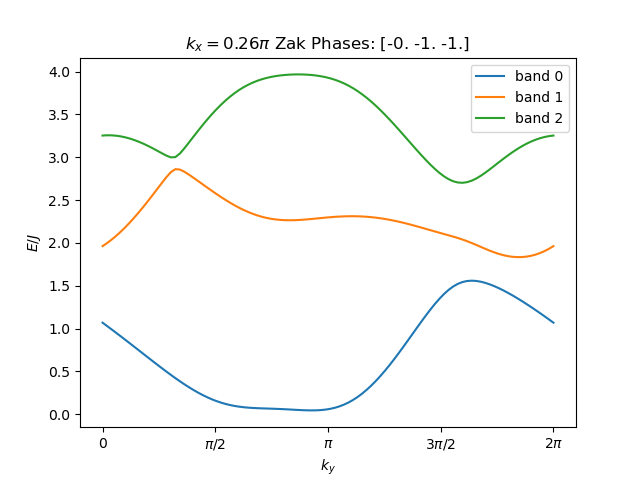 kₓ = 0.26π Zak Phases: [-0. -1. -1.]
band 0
band 1
band 2
E/J
4.0
3.5
3.0
2.5
2.0
1.5
1.0
0.5
0.0
0 π/2 π 3π/2 2π
k_y